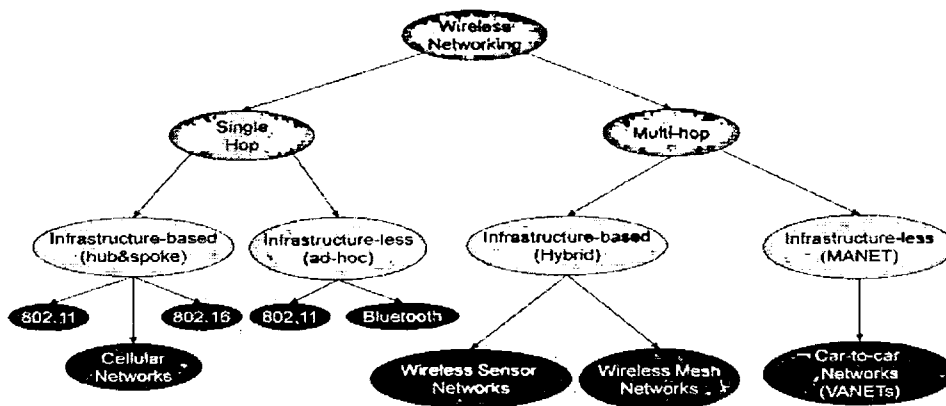 Wireless
Networking
Single
Hop
Multi-hop
Infrastructure-based
(hub&spoke)
Infrastructure-less
(ad-hoc)
Infrastructure-based
(Hybrid)
Infrastructure-less
(MANET)
802.11
802.16
802.11
Bluetooth
Cellular
Networks
Wireless Sensor
Networks
Wireless Mesh
Networks
Car-to-car
Networks
(VANETs)